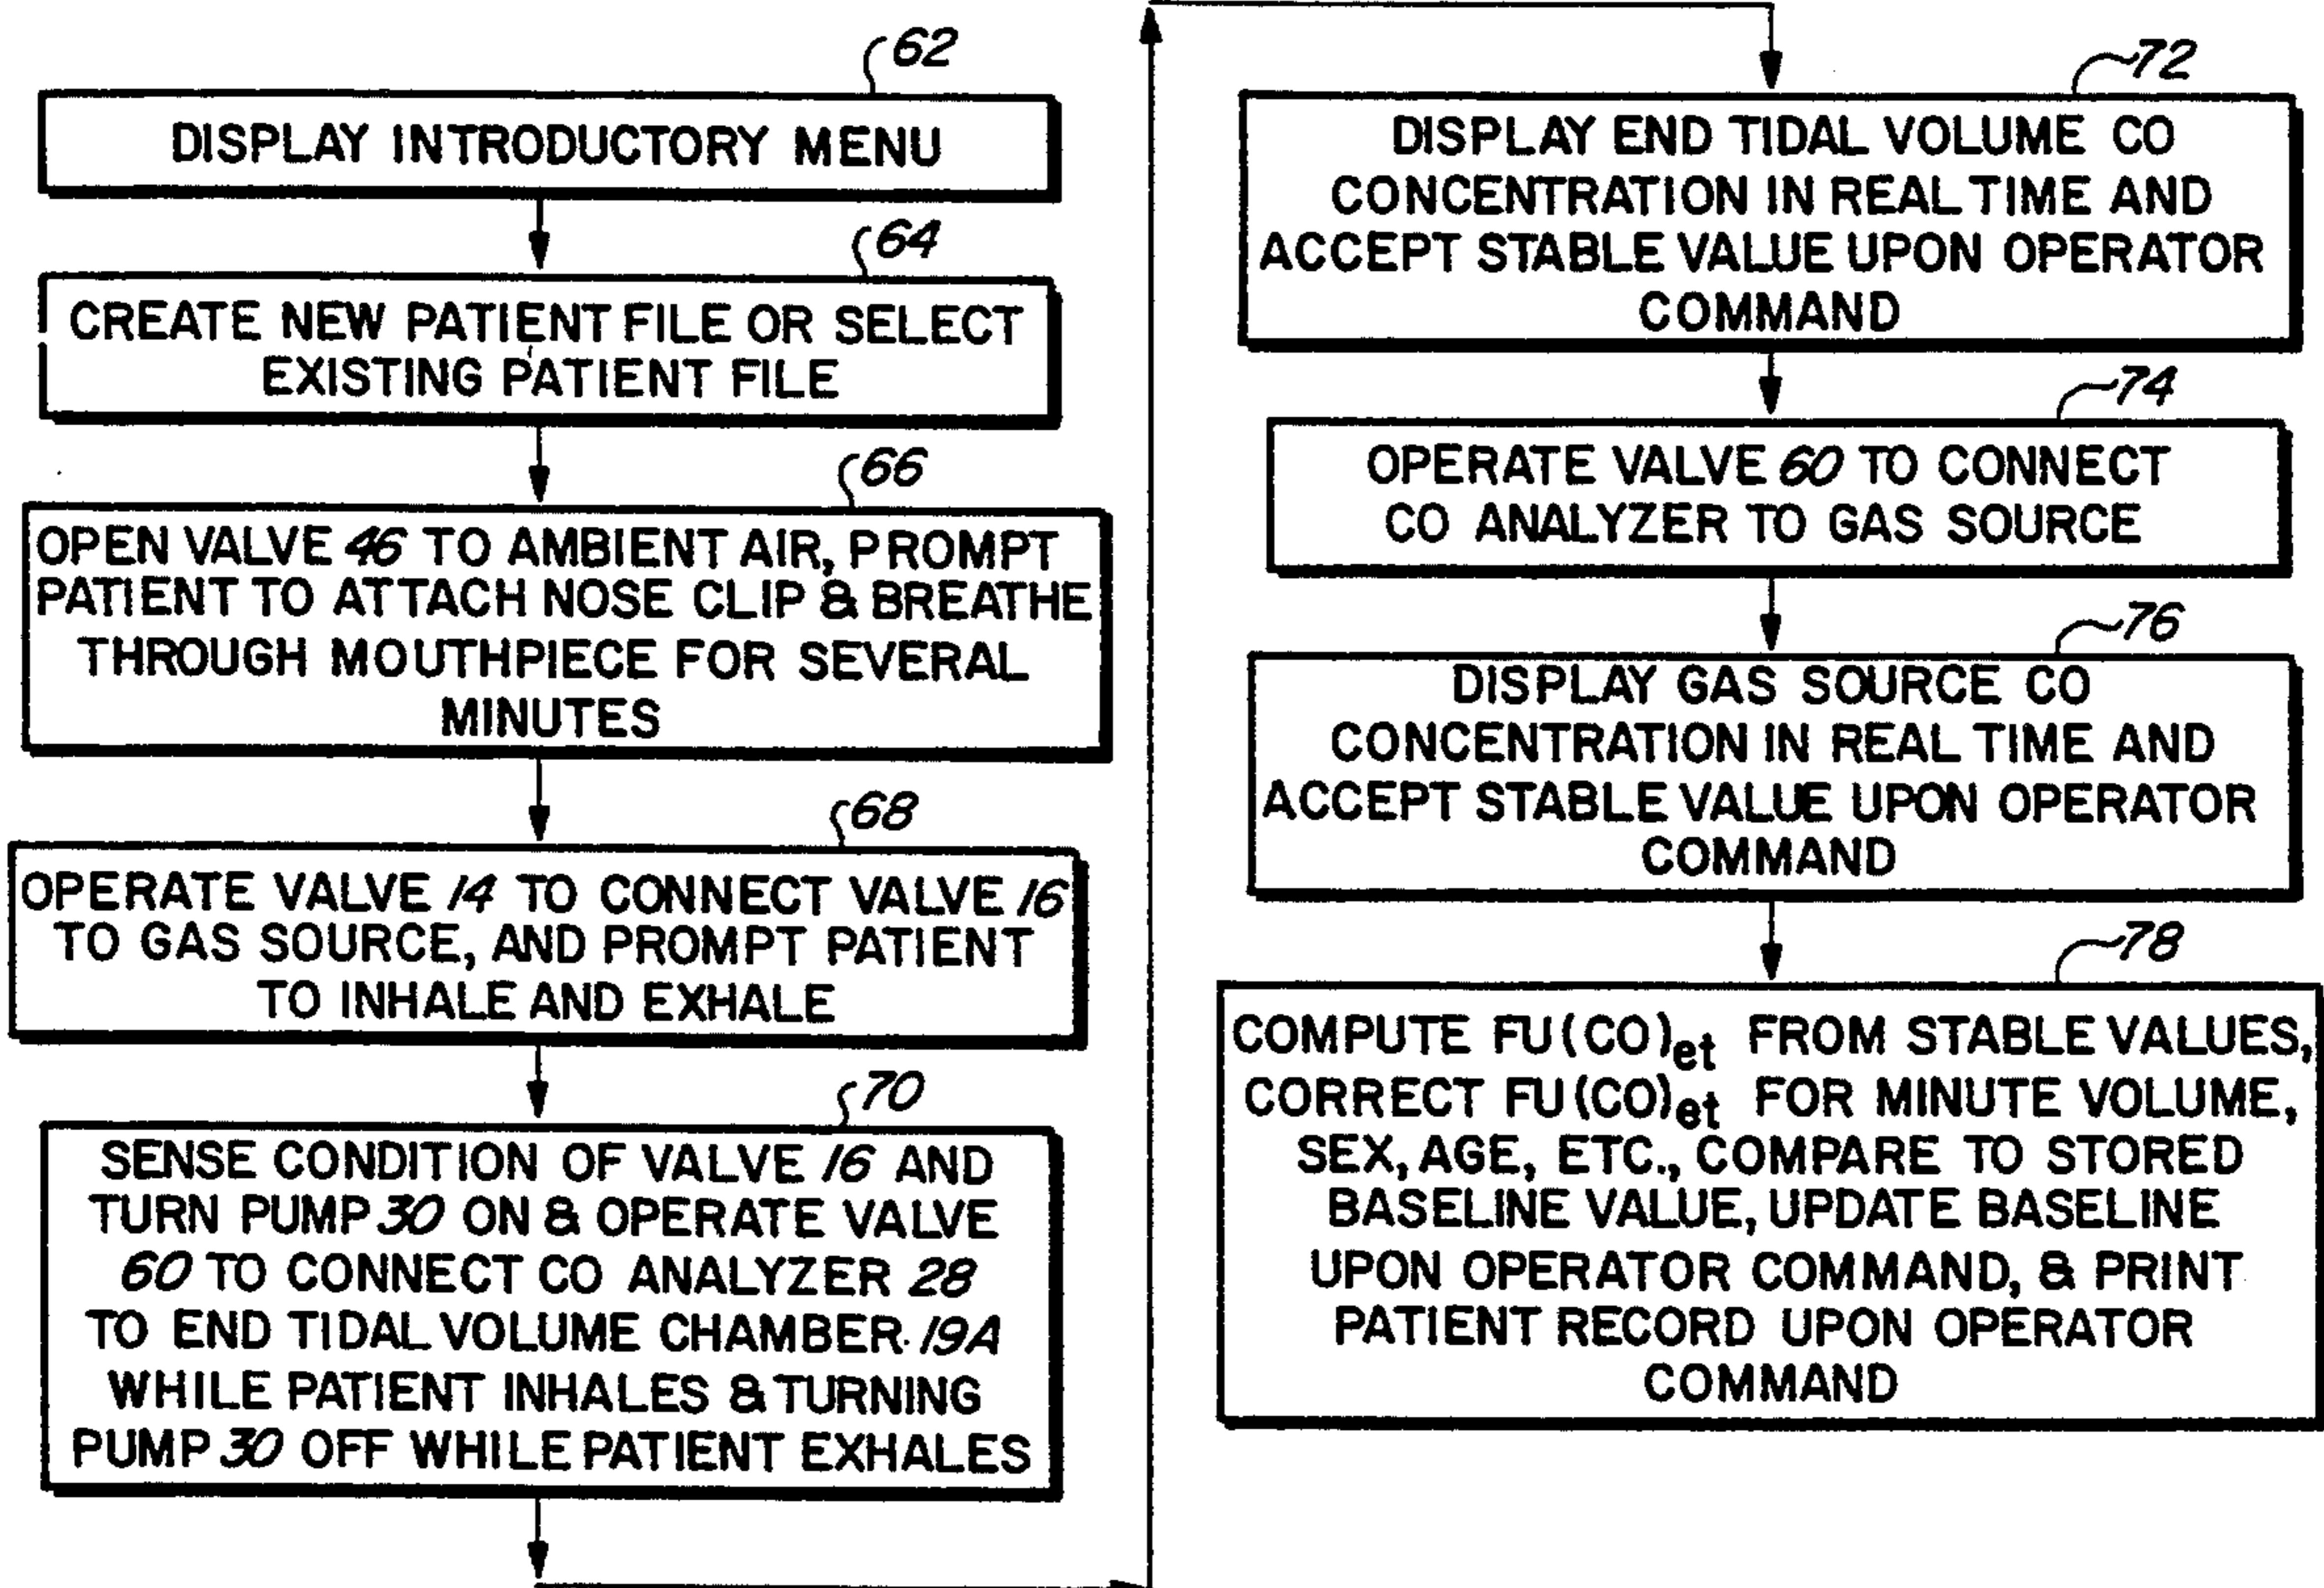 62
DISPLAY INTRODUCTORY MENU
64
CREATE NEW PATIENT FILE OR SELECT
EXISTING PATIENT FILE
66
OPEN VALVE 46 TO AMBIENT AIR, PROMPT
PATIENT TO ATTACH NOSE CLIP & BREATHE
THROUGH MOUTHPIECE FOR SEVERAL
MINUTES
68
OPERATE VALVE 14 TO CONNECT VALVE 16
TO GAS SOURCE, AND PROMPT PATIENT
TO INHALE AND EXHALE
70
SENSE CONDITION OF VALVE 16 AND
TURN PUMP 30 ON & OPERATE VALVE
60 TO CONNECT CO ANALYZER 28
TO END TIDAL VOLUME CHAMBER 19A
WHILE PATIENT INHALES & TURNING
PUMP 30 OFF WHILE PATIENT EXHALES
72
DISPLAY END TIDAL VOLUME CO
CONCENTRATION IN REAL TIME AND
ACCEPT STABLE VALUE UPON OPERATOR
COMMAND
74
OPERATE VALVE 60 TO CONNECT
CO ANALYZER TO GAS SOURCE
76
DISPLAY GAS SOURCE CO
CONCENTRATION IN REAL TIME AND
ACCEPT STABLE VALUE UPON OPERATOR
COMMAND
78
COMPUTE FU(CO)et FROM STABLE VALUES,
CORRECT FU(CO)et FOR MINUTE VOLUME,
SEX, AGE, ETC., COMPARE TO STORED
BASELINE VALUE, UPDATE BASELINE
UPON OPERATOR COMMAND, & PRINT
PATIENT RECORD UPON OPERATOR
COMMAND